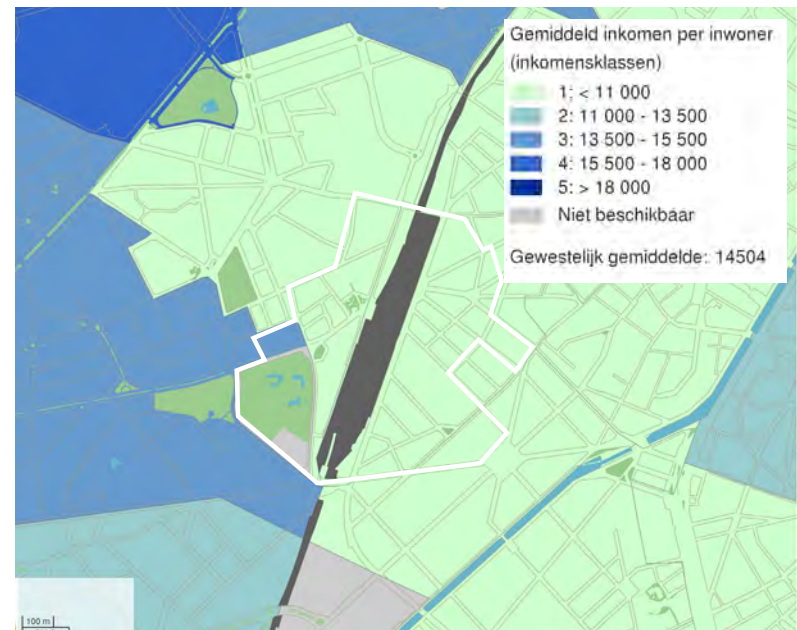 Gemiddeld inkomen per inwoner
(inkomensklassen)
1: < 11 000
2: 11 000 - 13 500
3: 13 500 - 15 500
4: 15 500 - 18 000
5: > 18 000
Niet beschikbaar
Gewestelijk gemiddelde: 14504
100 m